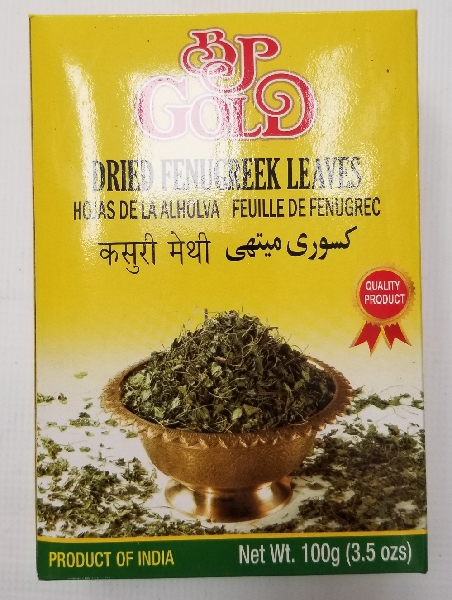 GOLD
DRIED FENUGREEK LEAVES
HOJAS DE LA ALHOLVA FEUILLE DE FENUGREC
कसुरी मेथी کسوری میتھی
QUALITY
PRODUCT
PRODUCT OF INDIA Net Wt. 100g (3.5 ozs)